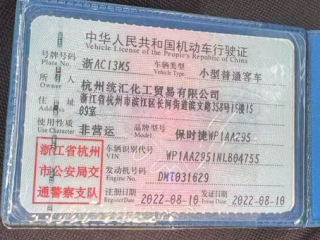 中华人民共和国机动车行驶证
Vehicle License of the People's Republic of China
号牌号码 浙AC13M5 车辆类型 小型普通客车
Plate No. Vehicle Type
所有人 杭州统汇化工贸易有限公司
Owner
住址 浙江省杭州市滨江区长河街道滨文路258号15楼15
Address 09室
使用性质 非营运 品牌型号 保时捷WP1AA295
Use Character Model
浙江省杭州
市公安局交
通警察支队
车辆识别代号 WP1AA2951NLB04755
VIN
发动机号码 DMT031629
Engine No.
注册日期 2022-08-10 发证日期 2022-08-10
Register Date Issue Date